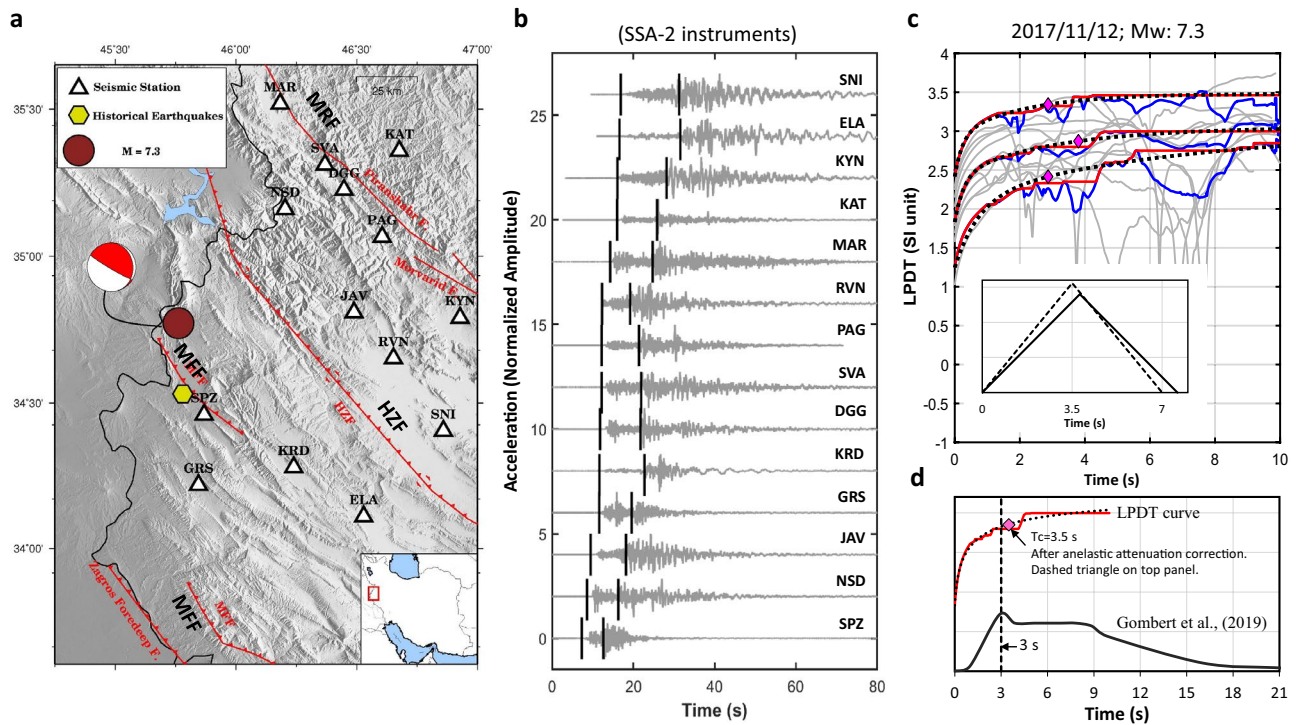 a
45°30'
46°00'
46°30'
47°00'
35°30'
35°00'
34°30'
34°00'
Seismic Station
Historical Earthquakes
M = 7.3
25 km
MAR
MRF
KAT
SVA
DGG
Piranshahr F.
NSD
PAG
Morvarid F.
JAV
KYN
RVN
MFF
SPZ
HZF
HZF
SNI
KRD
GRS
ELA
Zagros Foredeep F.
MFF
MFF
b
(SSA-2 instruments)
SNI
ELA
KYN
KAT
MAR
RVN
PAG
SVA
DGG
KRD
GRS
JAV
NSD
SPZ
25
20
15
10
5
0
Acceleration (Normalized Amplitude)
0
20
40
60
80
Time (s)
c
2017/11/12; Mw: 7.3
4
3.5
3
2.5
2
1.5
1
0.5
0
-0.5
-1
LPDT (SI unit)
0
3.5
7
Time (s)
0
2
4
6
8
10
Time (s)
d
LPDT curve
Tc=3.5 s
After anelastic attenuation correction.
Dashed triangle on top panel.
Gombert et al., (2019)
3 s
0
3
6
9
12
15
18
21
Time (s)